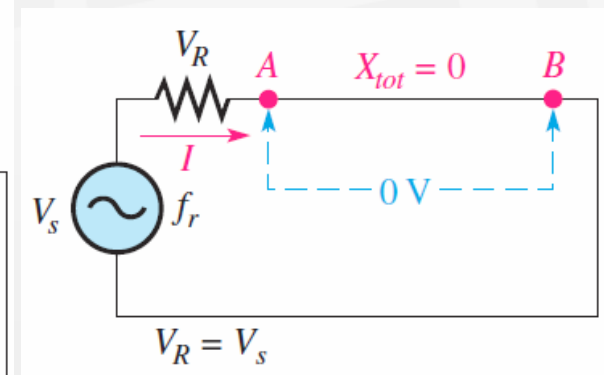 V_R
A
X_tot = 0
B
I
0 V
V_s
f_r
V_R = V_s